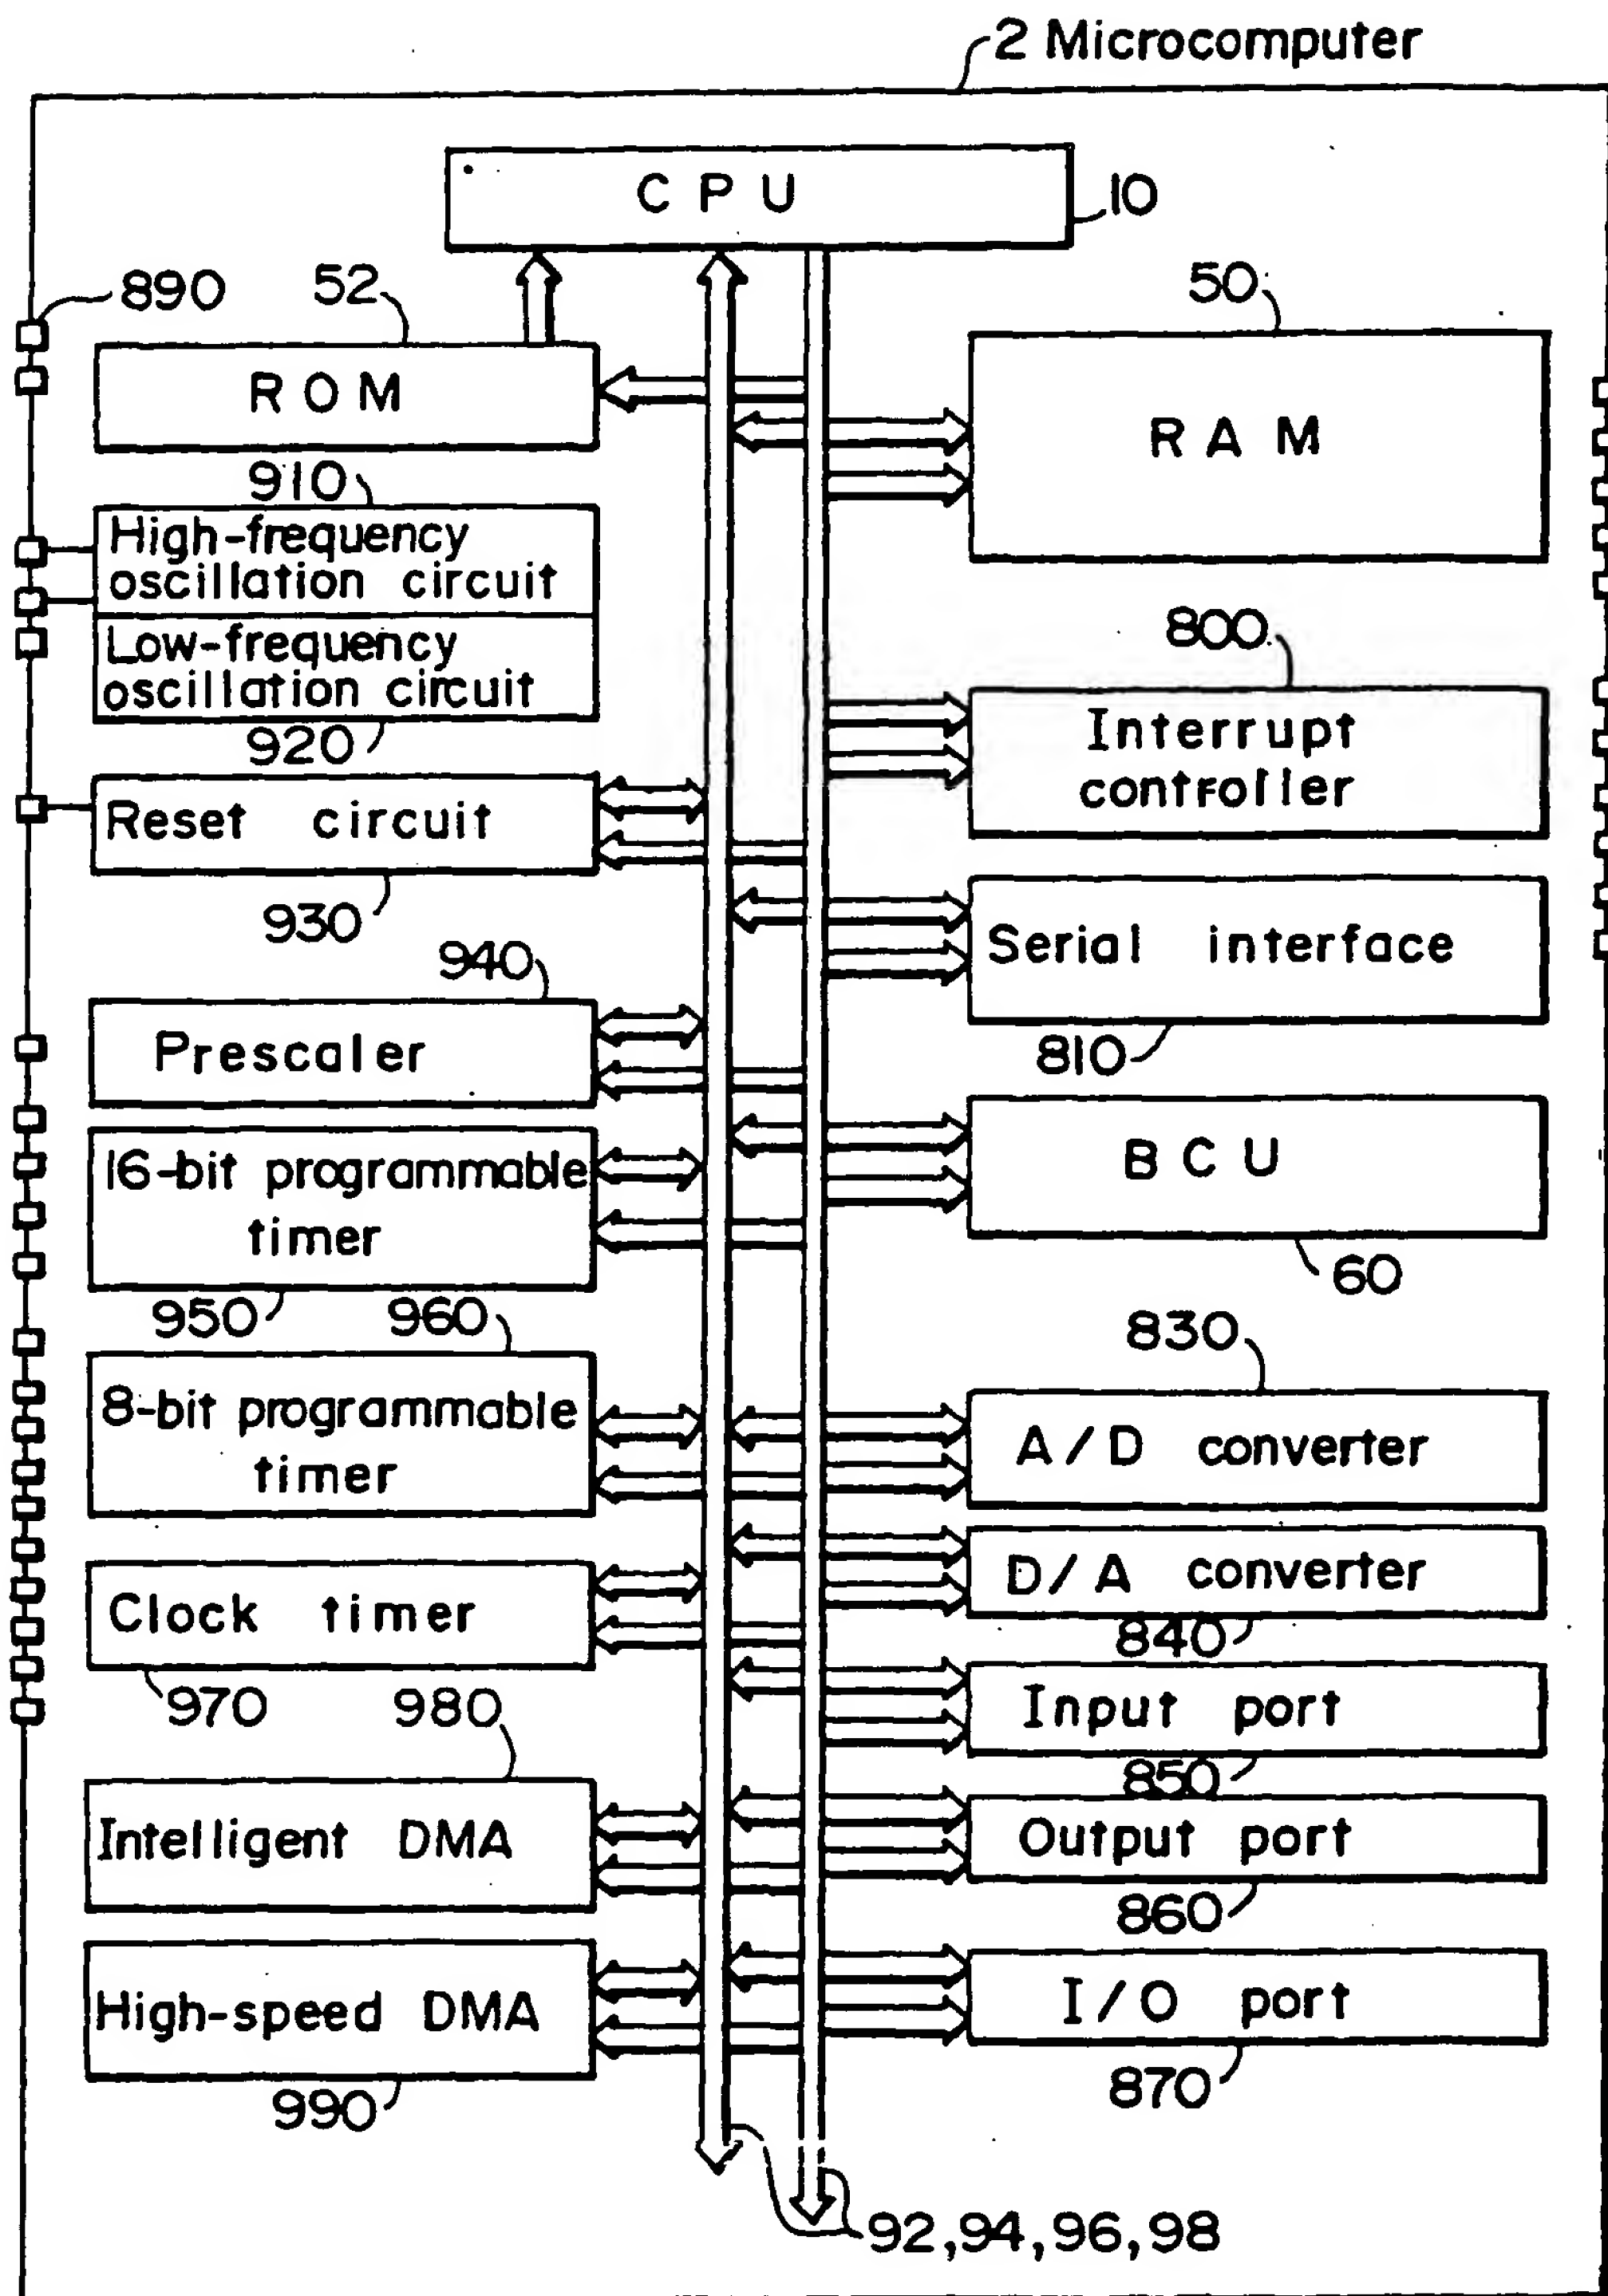 2 Microcomputer
CPU
10
890
52
50
ROM
RAM
910
High-frequency
oscillation circuit
Low-frequency
oscillation circuit
920
800
Interrupt
controller
Reset circuit
930
Serial interface
810
940
Prescaler
BCU
60
16-bit programmable
timer
950
960
8-bit programmable
timer
830
A/D converter
D/A converter
840
Clock timer
970
Input port
850
980
Intelligent DMA
Output port
860
High-speed DMA
990
I/O port
870
92,94,96,98